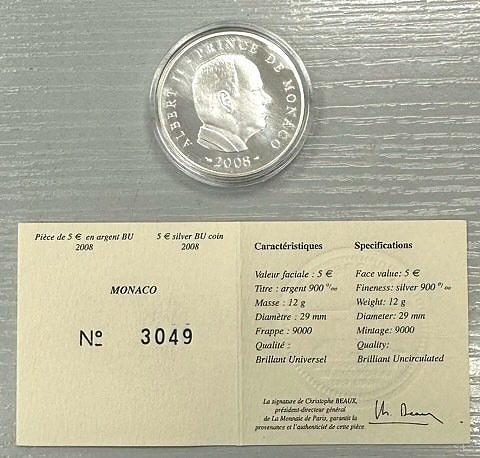 ALBERT II PRINCE DE MONACO
2008
Pièce de 5 € en argent BU
2008
5 € silver BU coin
2008
MONACO
Nº 3049
Caractéristiques
Valeur faciale : 5 €
Titre : argent 900 º/ₒₒ
Masse : 12 g
Diamètre : 29 mm
Frappe : 9000
Qualité :
Brillant Universel
Specifications
Face value: 5 €
Fineness: silver 900 º/ₒₒ
Weight: 12 g
Diameter: 29 mm
Mintage: 9000
Quality:
Brilliant Uncirculated
La signature de Christophe BEAUX,
président-directeur général
de La Monnaie de Paris, garantit la
provenance et l'authenticité de cette pièce.
Ch. Beaux